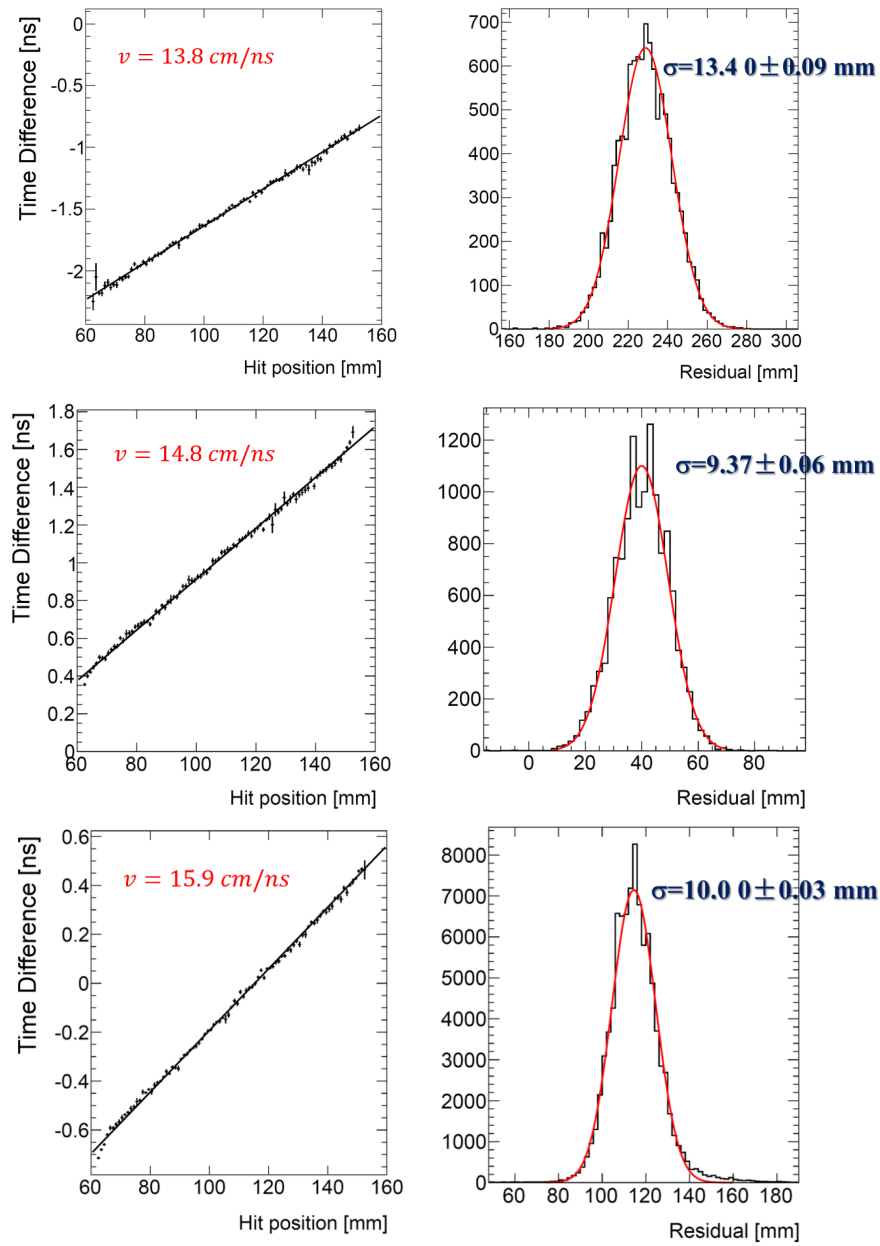 Time Difference [ns]
0
-0.5
-1
-1.5
-2
v = 13.8 cm/ns
60 80 100 120 140 160
Hit position [mm]
700
600
500
400
300
200
100
0
σ=13.4 0±0.09 mm
160 180 200 220 240 260 280 300
Residual [mm]
Time Difference [ns]
1.8
1.6
1.4
1.2
1
0.8
0.6
0.4
0.2
0
v = 14.8 cm/ns
60 80 100 120 140 160
Hit position [mm]
1200
1000
800
600
400
200
0
σ=9.37±0.06 mm
0 20 40 60 80
Residual [mm]
Time Difference [ns]
0.6
0.4
0.2
0
-0.2
-0.4
-0.6
v = 15.9 cm/ns
60 80 100 120 140 160
Hit position [mm]
8000
7000
6000
5000
4000
3000
2000
1000
0
σ=10.0 0±0.03 mm
60 80 100 120 140 160 180
Residual [mm]